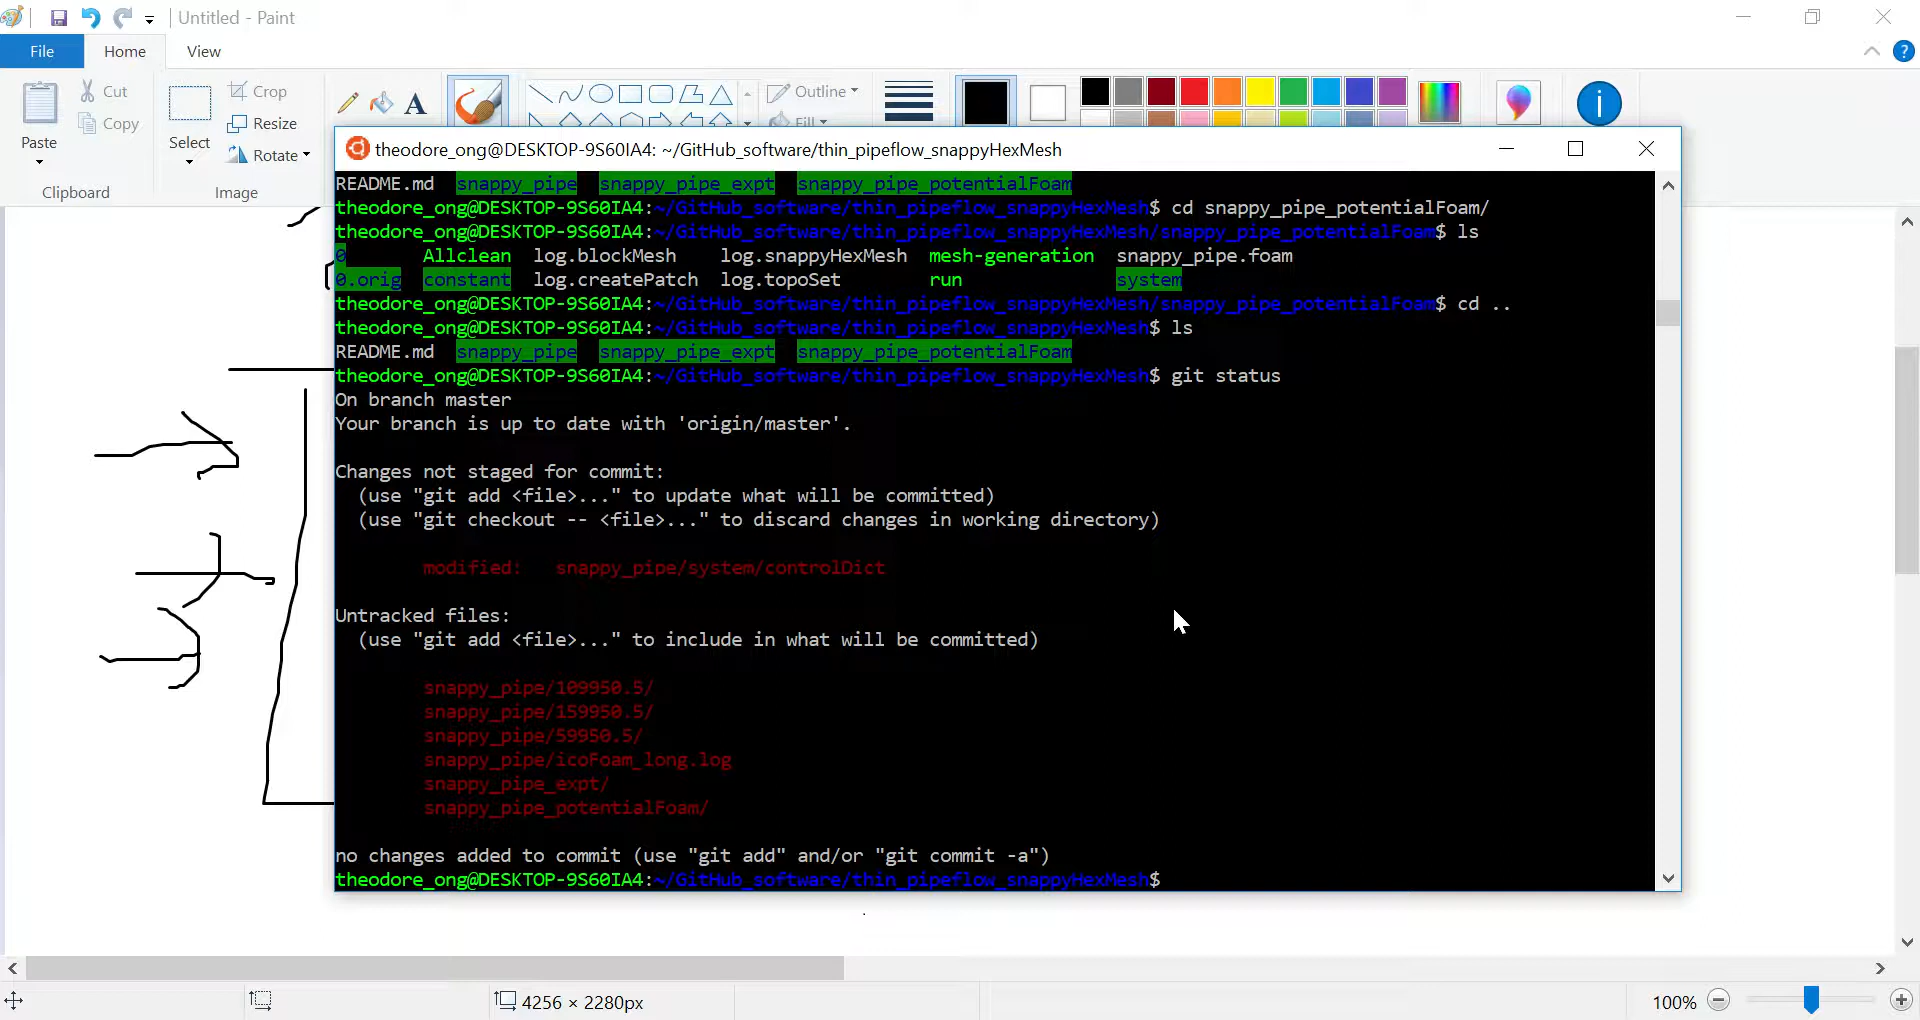 Untitled - Paint
File Home View
Paste
Cut
Copy
Clipboard
Select
Crop
Resize
Rotate
Image
A
Outline
Fill
theodore_ong@DESKTOP-9S60IA4: ~/GitHub_software/thin_pipeflow_snappyHexMesh
README.md snappy_pipe snappy_pipe_expt snappy_pipe_potentialFoam
theodore_ong@DESKTOP-9S60IA4:~/GitHub_software/thin_pipeflow_snappyHexMesh$ cd snappy_pipe_potentialFoam/
theodore_ong@DESKTOP-9S60IA4:~/GitHub_software/thin_pipeflow_snappyHexMesh/snappy_pipe_potentialFoam$ ls
0 Allclean log.blockMesh log.snappyHexMesh mesh-generation snappy_pipe.foam
0.orig constant log.createPatch log.topoSet run system
theodore_ong@DESKTOP-9S60IA4:~/GitHub_software/thin_pipeflow_snappyHexMesh/snappy_pipe_potentialFoam$ cd ..
theodore_ong@DESKTOP-9S60IA4:~/GitHub_software/thin_pipeflow_snappyHexMesh$ ls
README.md snappy_pipe snappy_pipe_expt snappy_pipe_potentialFoam
theodore_ong@DESKTOP-9S60IA4:~/GitHub_software/thin_pipeflow_snappyHexMesh$ git status
On branch master
Your branch is up to date with 'origin/master'.
Changes not staged for commit:
(use "git add <file>..." to update what will be committed)
(use "git checkout -- <file>..." to discard changes in working directory)
modified: snappy_pipe/system/controlDict
Untracked files:
(use "git add <file>..." to include in what will be committed)
snappy_pipe/109950.5/
snappy_pipe/159950.5/
snappy_pipe/59950.5/
snappy_pipe/icoFoam_long.log
snappy_pipe_expt/
snappy_pipe_potentialFoam/
no changes added to commit (use "git add" and/or "git commit -a")
theodore_ong@DESKTOP-9S60IA4:~/GitHub_software/thin_pipeflow_snappyHexMesh$
4256 × 2280px
100%